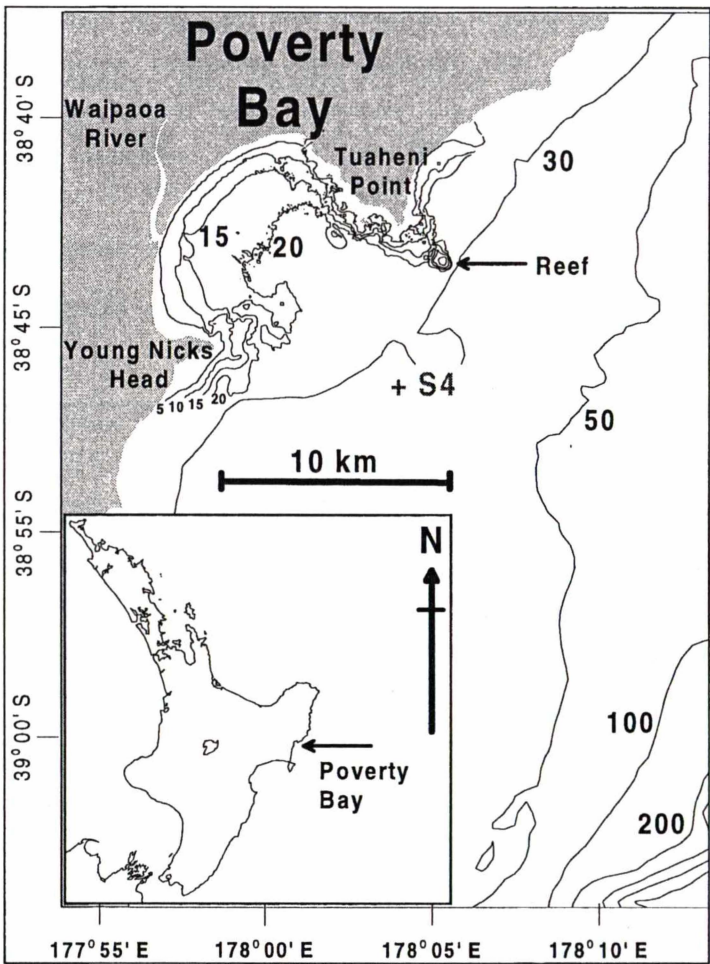 Poverty
Bay
38° 40' S
Waipaoa
River
Tuaheni
Point
30
15
20
Reef
38° 45' S
Young Nicks
Head
5 10 15 20
+ S4
50
10 km
38° 55' S
N
39° 00' S
100
Poverty
Bay
200
177° 55' E
178° 00' E
178° 05' E
178° 10' E